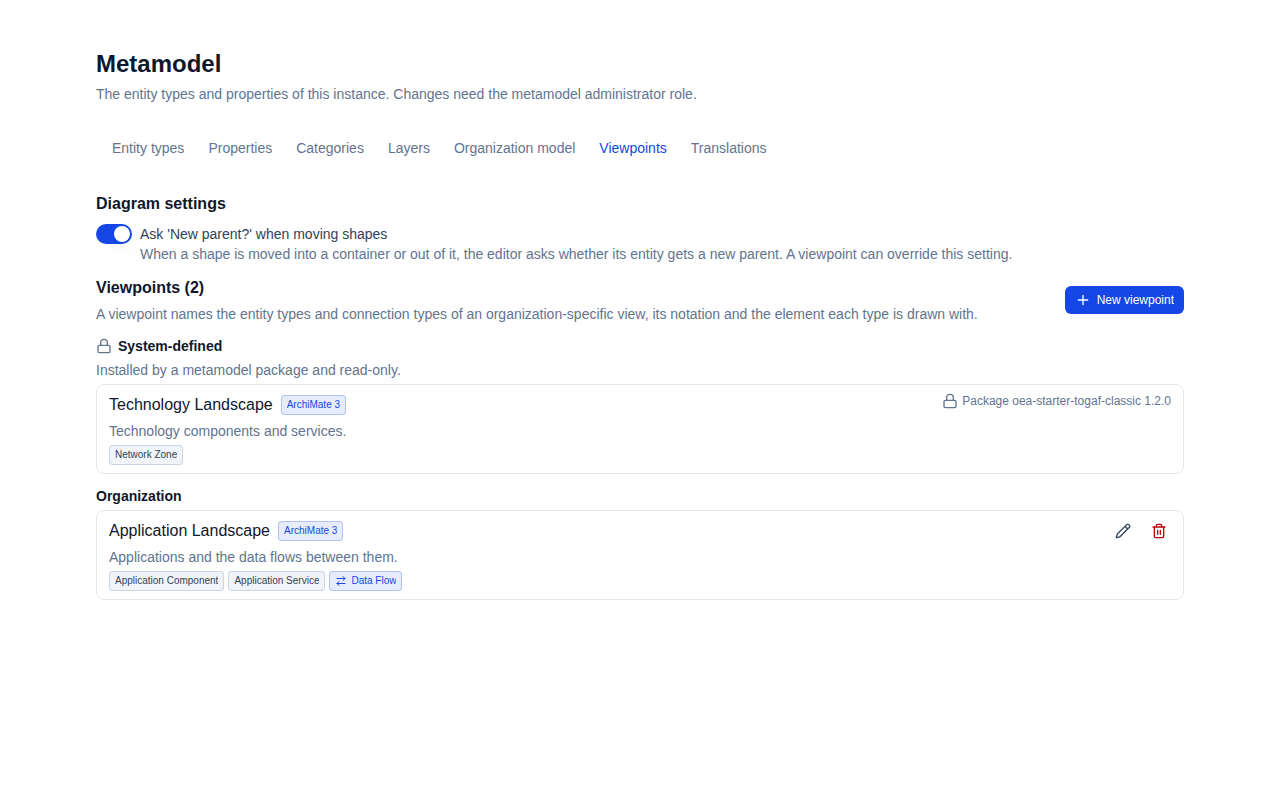 Metamodel
The entity types and properties of this instance. Changes need the metamodel administrator role.
Entity types Properties Categories Layers Organization model Viewpoints Translations
Diagram settings
Ask 'New parent?' when moving shapes
When a shape is moved into a container or out of it, the editor asks whether its entity gets a new parent. A viewpoint can override this setting.
Viewpoints (2)
New viewpoint
A viewpoint names the entity types and connection types of an organization-specific view, its notation and the element each type is drawn with.
System-defined
Installed by a metamodel package and read-only.
Technology Landscape ArchiMate 3 Package oea-starter-togaf-classic 1.2.0
Technology components and services.
Network Zone
Organization
Application Landscape ArchiMate 3
Applications and the data flows between them.
Application Component Application Service Data Flow